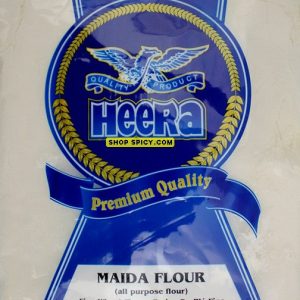 QUALITY PRODUCT
HEERA
SHOP SPICY.COM
Premium Quality
MAIDA FLOUR
(all purpose flour)